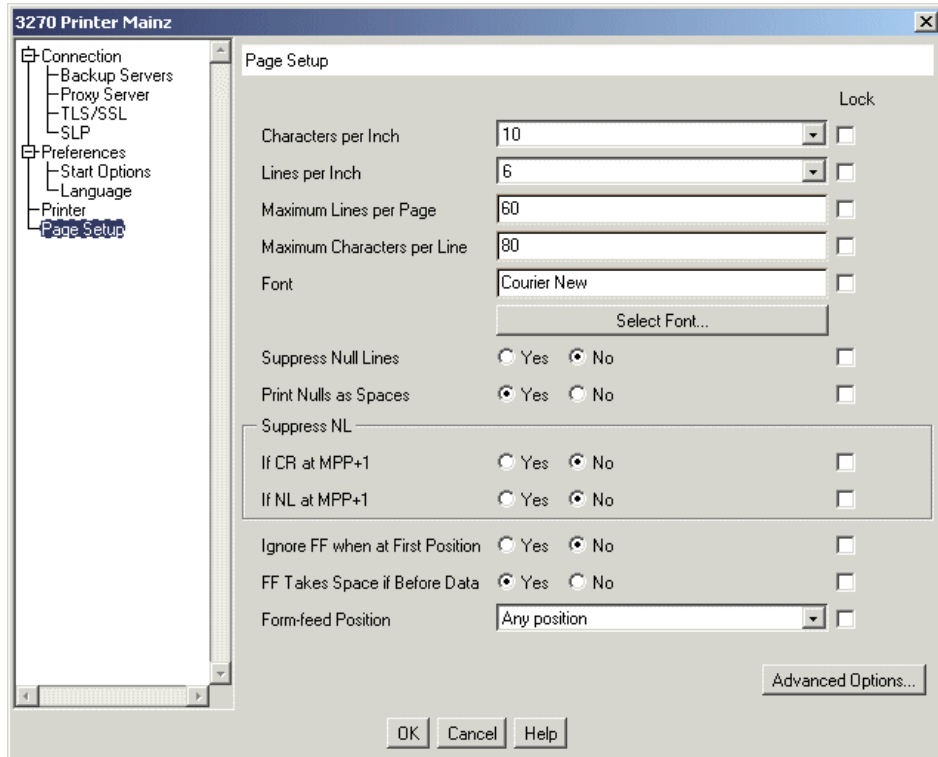 3270 Printer Mainz
Connection
Backup Servers
Proxy Server
TLS/SSL
SLP
Preferences
Start Options
Language
Printer
Page Setup
Page Setup
Lock
Characters per Inch 10
Lines per Inch 6
Maximum Lines per Page 60
Maximum Characters per Line 80
Font Courier New
Select Font...
Suppress Null Lines Yes No
Print Nulls as Spaces Yes No
Suppress NL
If CR at MPP+1 Yes No
If NL at MPP+1 Yes No
Ignore FF when at First Position Yes No
FF Takes Space if Before Data Yes No
Form-feed Position Any position
Advanced Options...
OK Cancel Help